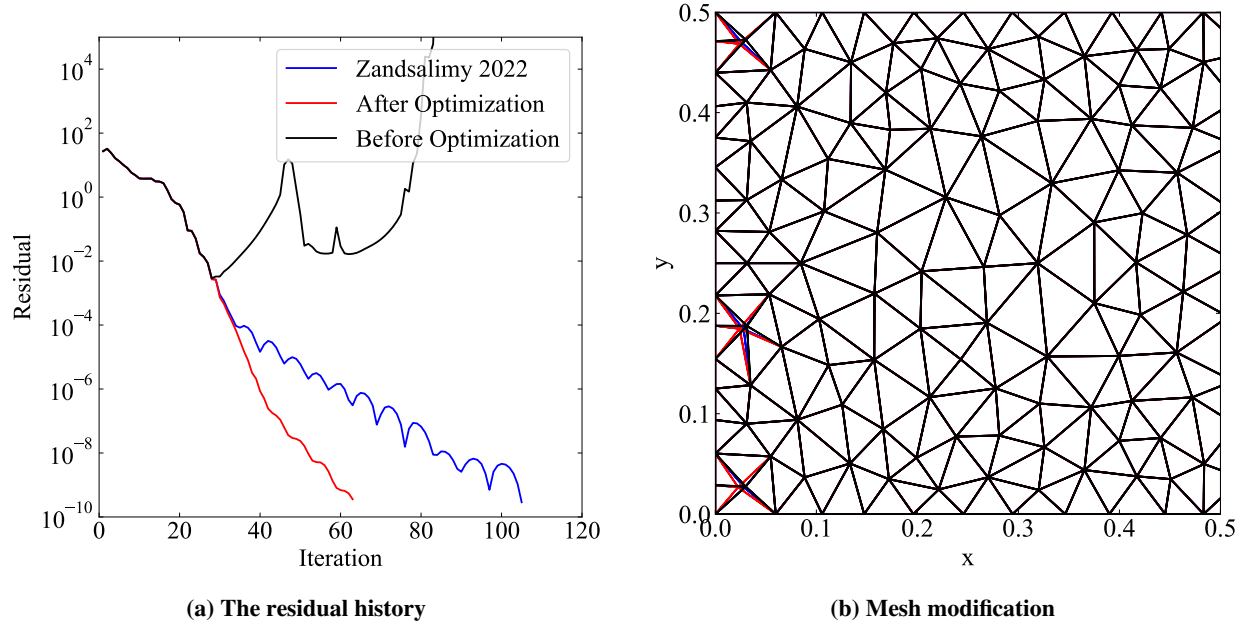 10^4
10^2
10^0
10^{-2}
10^{-4}
10^{-6}
10^{-8}
10^{-10}
Residual
0 20 40 60 80 100 120
Iteration
Zandsalimy 2022
After Optimization
Before Optimization
(a) The residual history
0.5
0.4
0.3
0.2
0.1
0.0
y
0 0.1 0.2 0.3 0.4 0.5
x
(b) Mesh modification